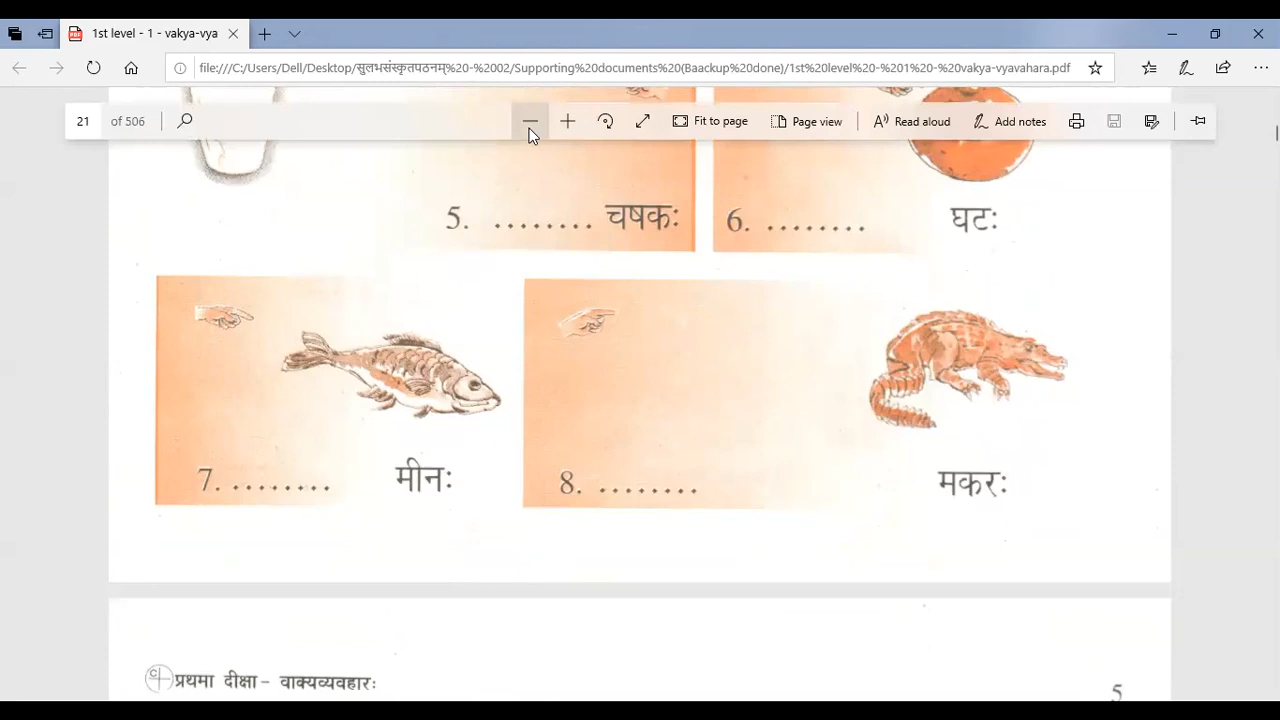 1st level - 1 - vakya-vya
file:///C:/Users/Dell/Desktop/सुलभसंस्कृतपठनम्%20-%2002/Supporting%20documents%20(Baackup%20done)/1st%20level%20-%201%20-%20vakya-vyavahara.pdf
21 of 506 Fit to page Page view Read aloud Add notes
5. ........ चषकः
6. ........ घटः
7. ........ मीनः
8. ........ मकरः
प्रथमा दीक्षा - वाक्यव्यवहारः
5